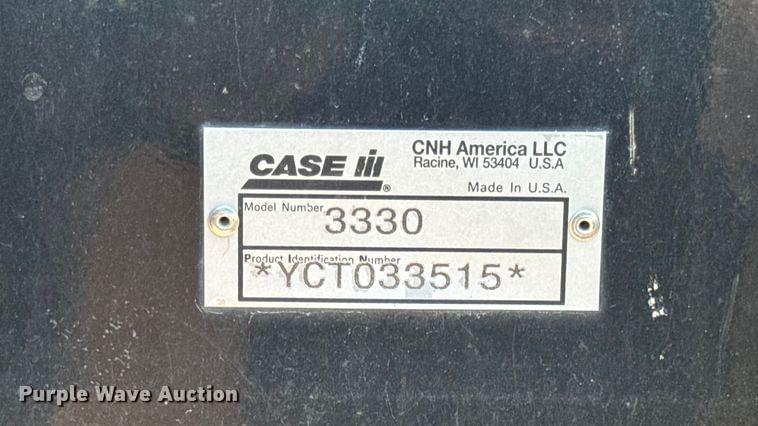 CASE III
®
CNH America LLC
Racine, WI 53404 U.S.A
Made In U.S.A.
Model Number
3330
Product Identification Number
*YCT033515*
Purple Wave Auction